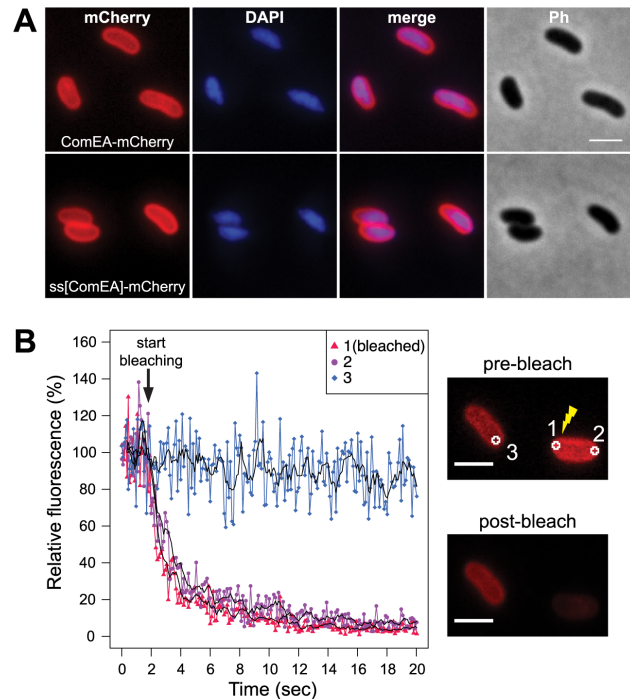 A
mCherry DAPI merge Ph
ComEA-mCherry
ss[ComEA]-mCherry
B
160
140
120
100
80
60
40
20
0
Relative fluorescence (%)
start
bleaching
1(bleached)
2
3
0 2 4 6 8 10 12 14 16 18 20
Time (sec)
pre-bleach
1 2
3
post-bleach